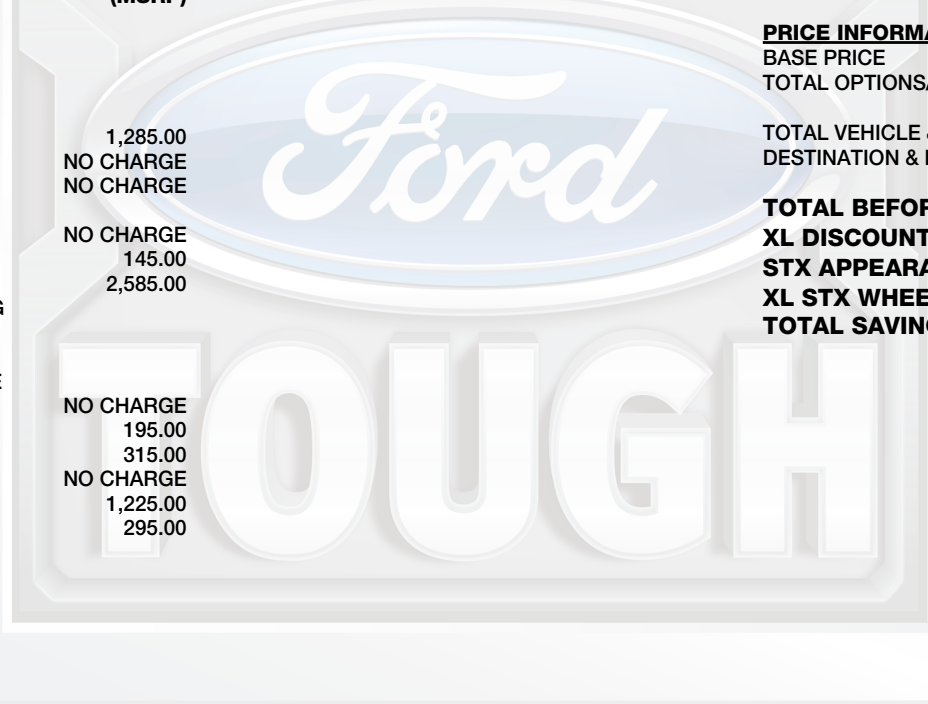 (MSRP)
1,285.00
NO CHARGE
NO CHARGE
NO CHARGE
145.00
2,585.00
NO CHARGE
195.00
315.00
NO CHARGE
1,225.00
295.00
PRICE INFORMA
BASE PRICE
TOTAL OPTIONS/
TOTAL VEHICLE &
DESTINATION &
TOTAL BEFOR
XL DISCOUNT
STX APPEARA
XL STX WHEE
TOTAL SAVING
Ford
TOUGH